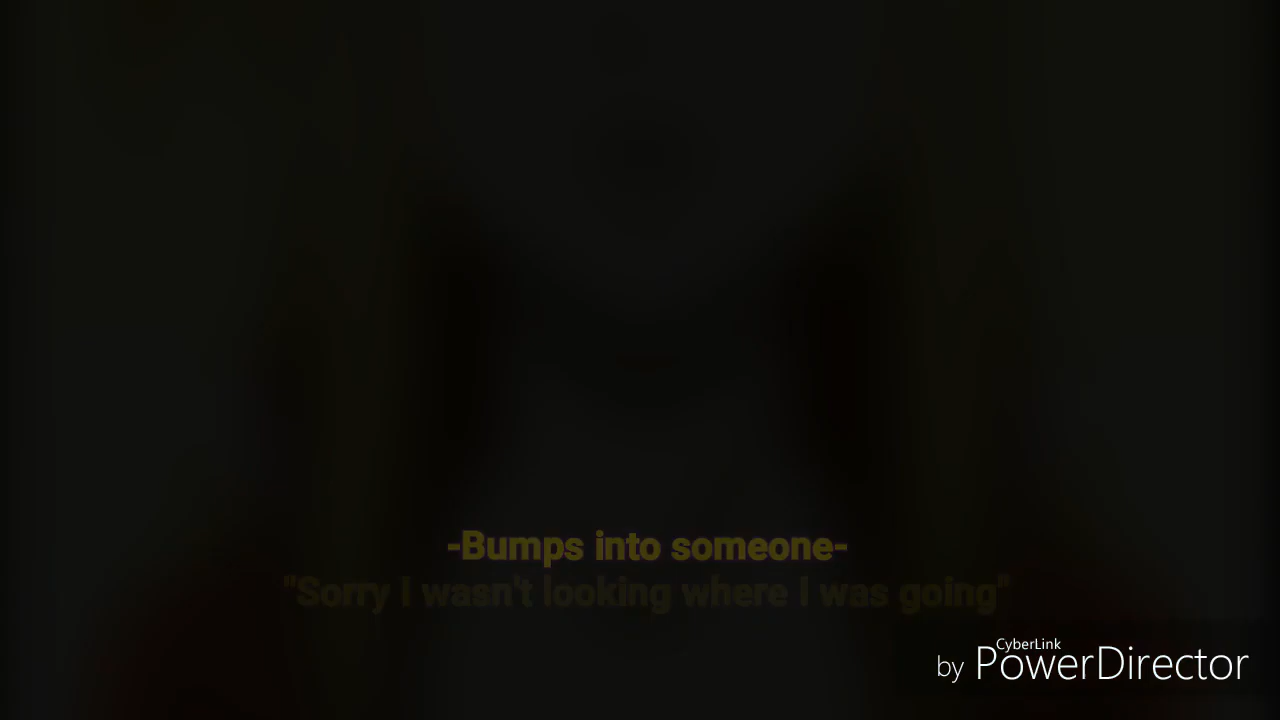 -Bumps into someone-
"Sorry I wasn't looking where I was going"
CyberLink
by PowerDirector